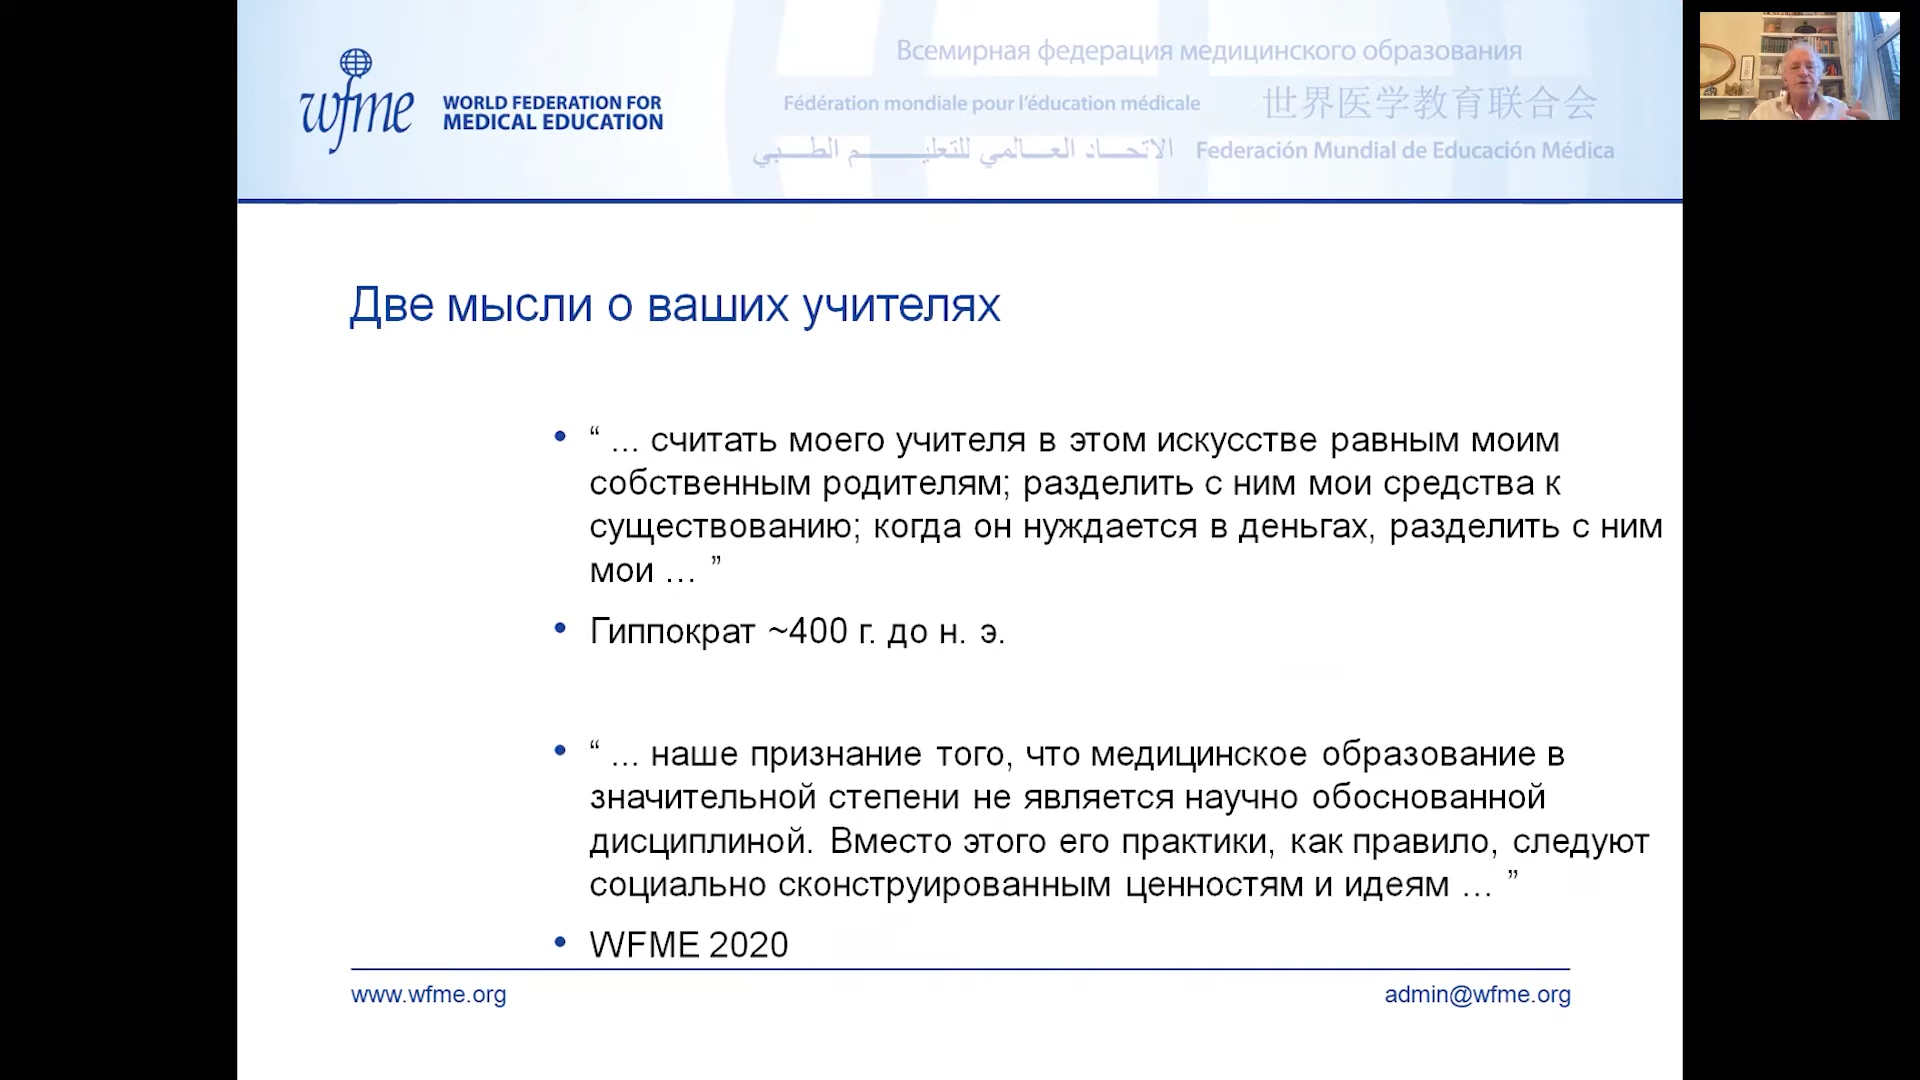 Всемирная федерация медицинского образования
wfme
WORLD FEDERATION FOR
MEDICAL EDUCATION
Fédération mondiale pour l'éducation médicale
世界医学教育联合会
الاتحـــاد العـــالمي للتعليـــــــم الطـــبي
Federación Mundial de Educación Médica
Две мысли о ваших учителях
• “ ... считать моего учителя в этом искусстве равным моим
собственным родителям; разделить с ним мои средства к
существованию; когда он нуждается в деньгах, разделить с ним
мои … ”
• Гиппократ ~400 г. до н. э.
• “ ... наше признание того, что медицинское образование в
значительной степени не является научно обоснованной
дисциплиной. Вместо этого его практики, как правило, следуют
социально сконструированным ценностям и идеям … ”
• WFME 2020
www.wfme.org
admin@wfme.org